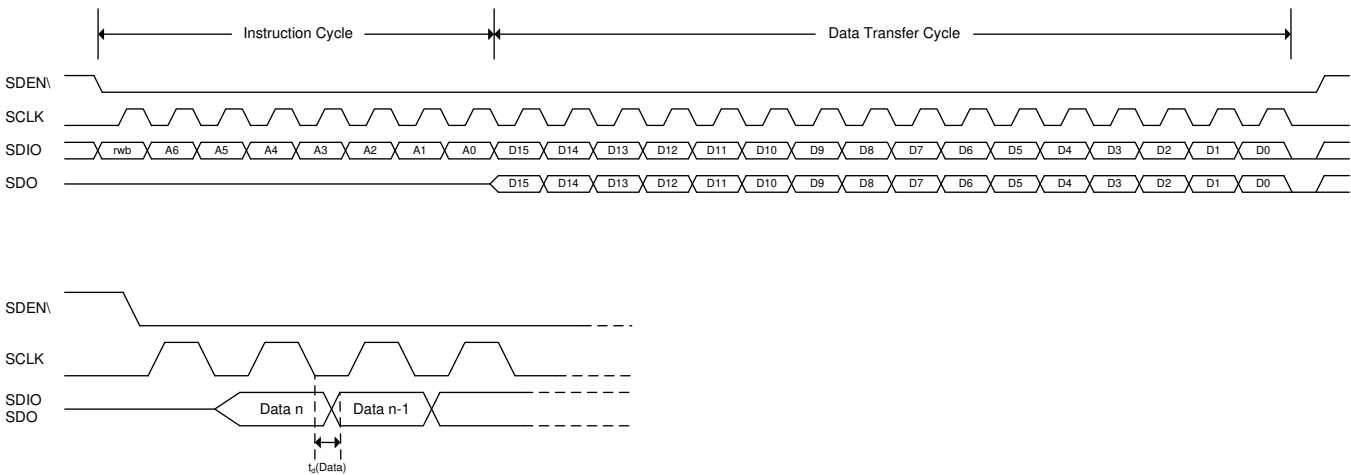 Instruction Cycle
Data Transfer Cycle
SDEN\
SCLK
SDIO
rwb A6 A5 A4 A3 A2 A1 A0 D15 D14 D13 D12 D11 D10 D9 D8 D7 D6 D5 D4 D3 D2 D1 D0
SDO
D15 D14 D13 D12 D11 D10 D9 D8 D7 D6 D5 D4 D3 D2 D1 D0
SDEN\
SCLK
SDIO
SDO
Data n
Data n-1
td(Data)